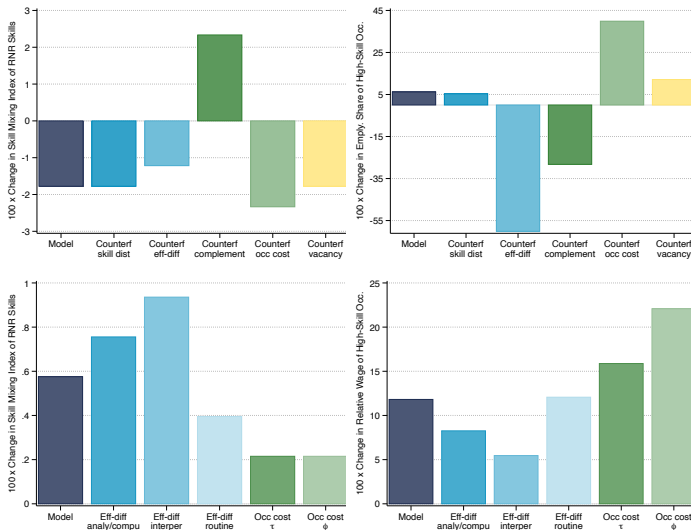 100 x Change in Skill Mixing Index of RNR Skills
3
2
1
0
-1
-2
-3
Model
Counterf
skill dist
Counterf
eff-diff
Counterf
complement
Counterf
occ cost
Counterf
vacancy
100 x Change in Emply. Share of High-Skill Occ.
45
25
5
-15
-35
-55
Model
Counterf
skill dist
Counterf
eff-diff
Counterf
complement
Counterf
occ cost
Counterf
vacancy
100 x Change in Skill Mixing Index of RNR Skills
1
.8
.6
.4
.2
0
Model
Eff-diff
analy/compu
Eff-diff
interper
Eff-diff
routine
Occ cost
τ
Occ cost
ϕ
100 x Change in Relative Wage of High-Skill Occ.
25
20
15
10
5
0
Model
Eff-diff
analy/compu
Eff-diff
interper
Eff-diff
routine
Occ cost
τ
Occ cost
ϕ